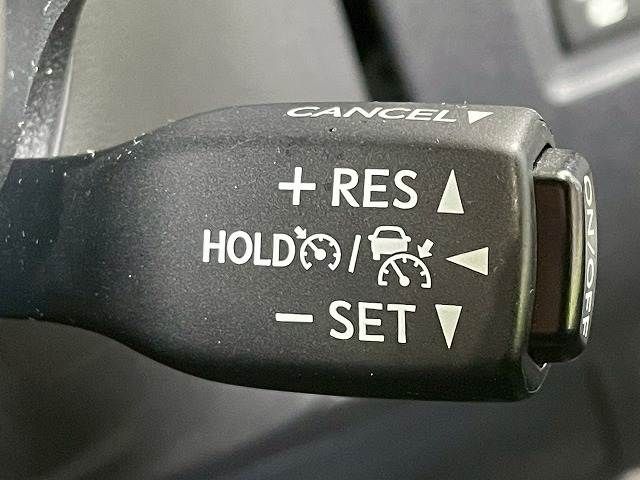 CANCEL
+ RES
HOLD /
- SET
ON/OFF